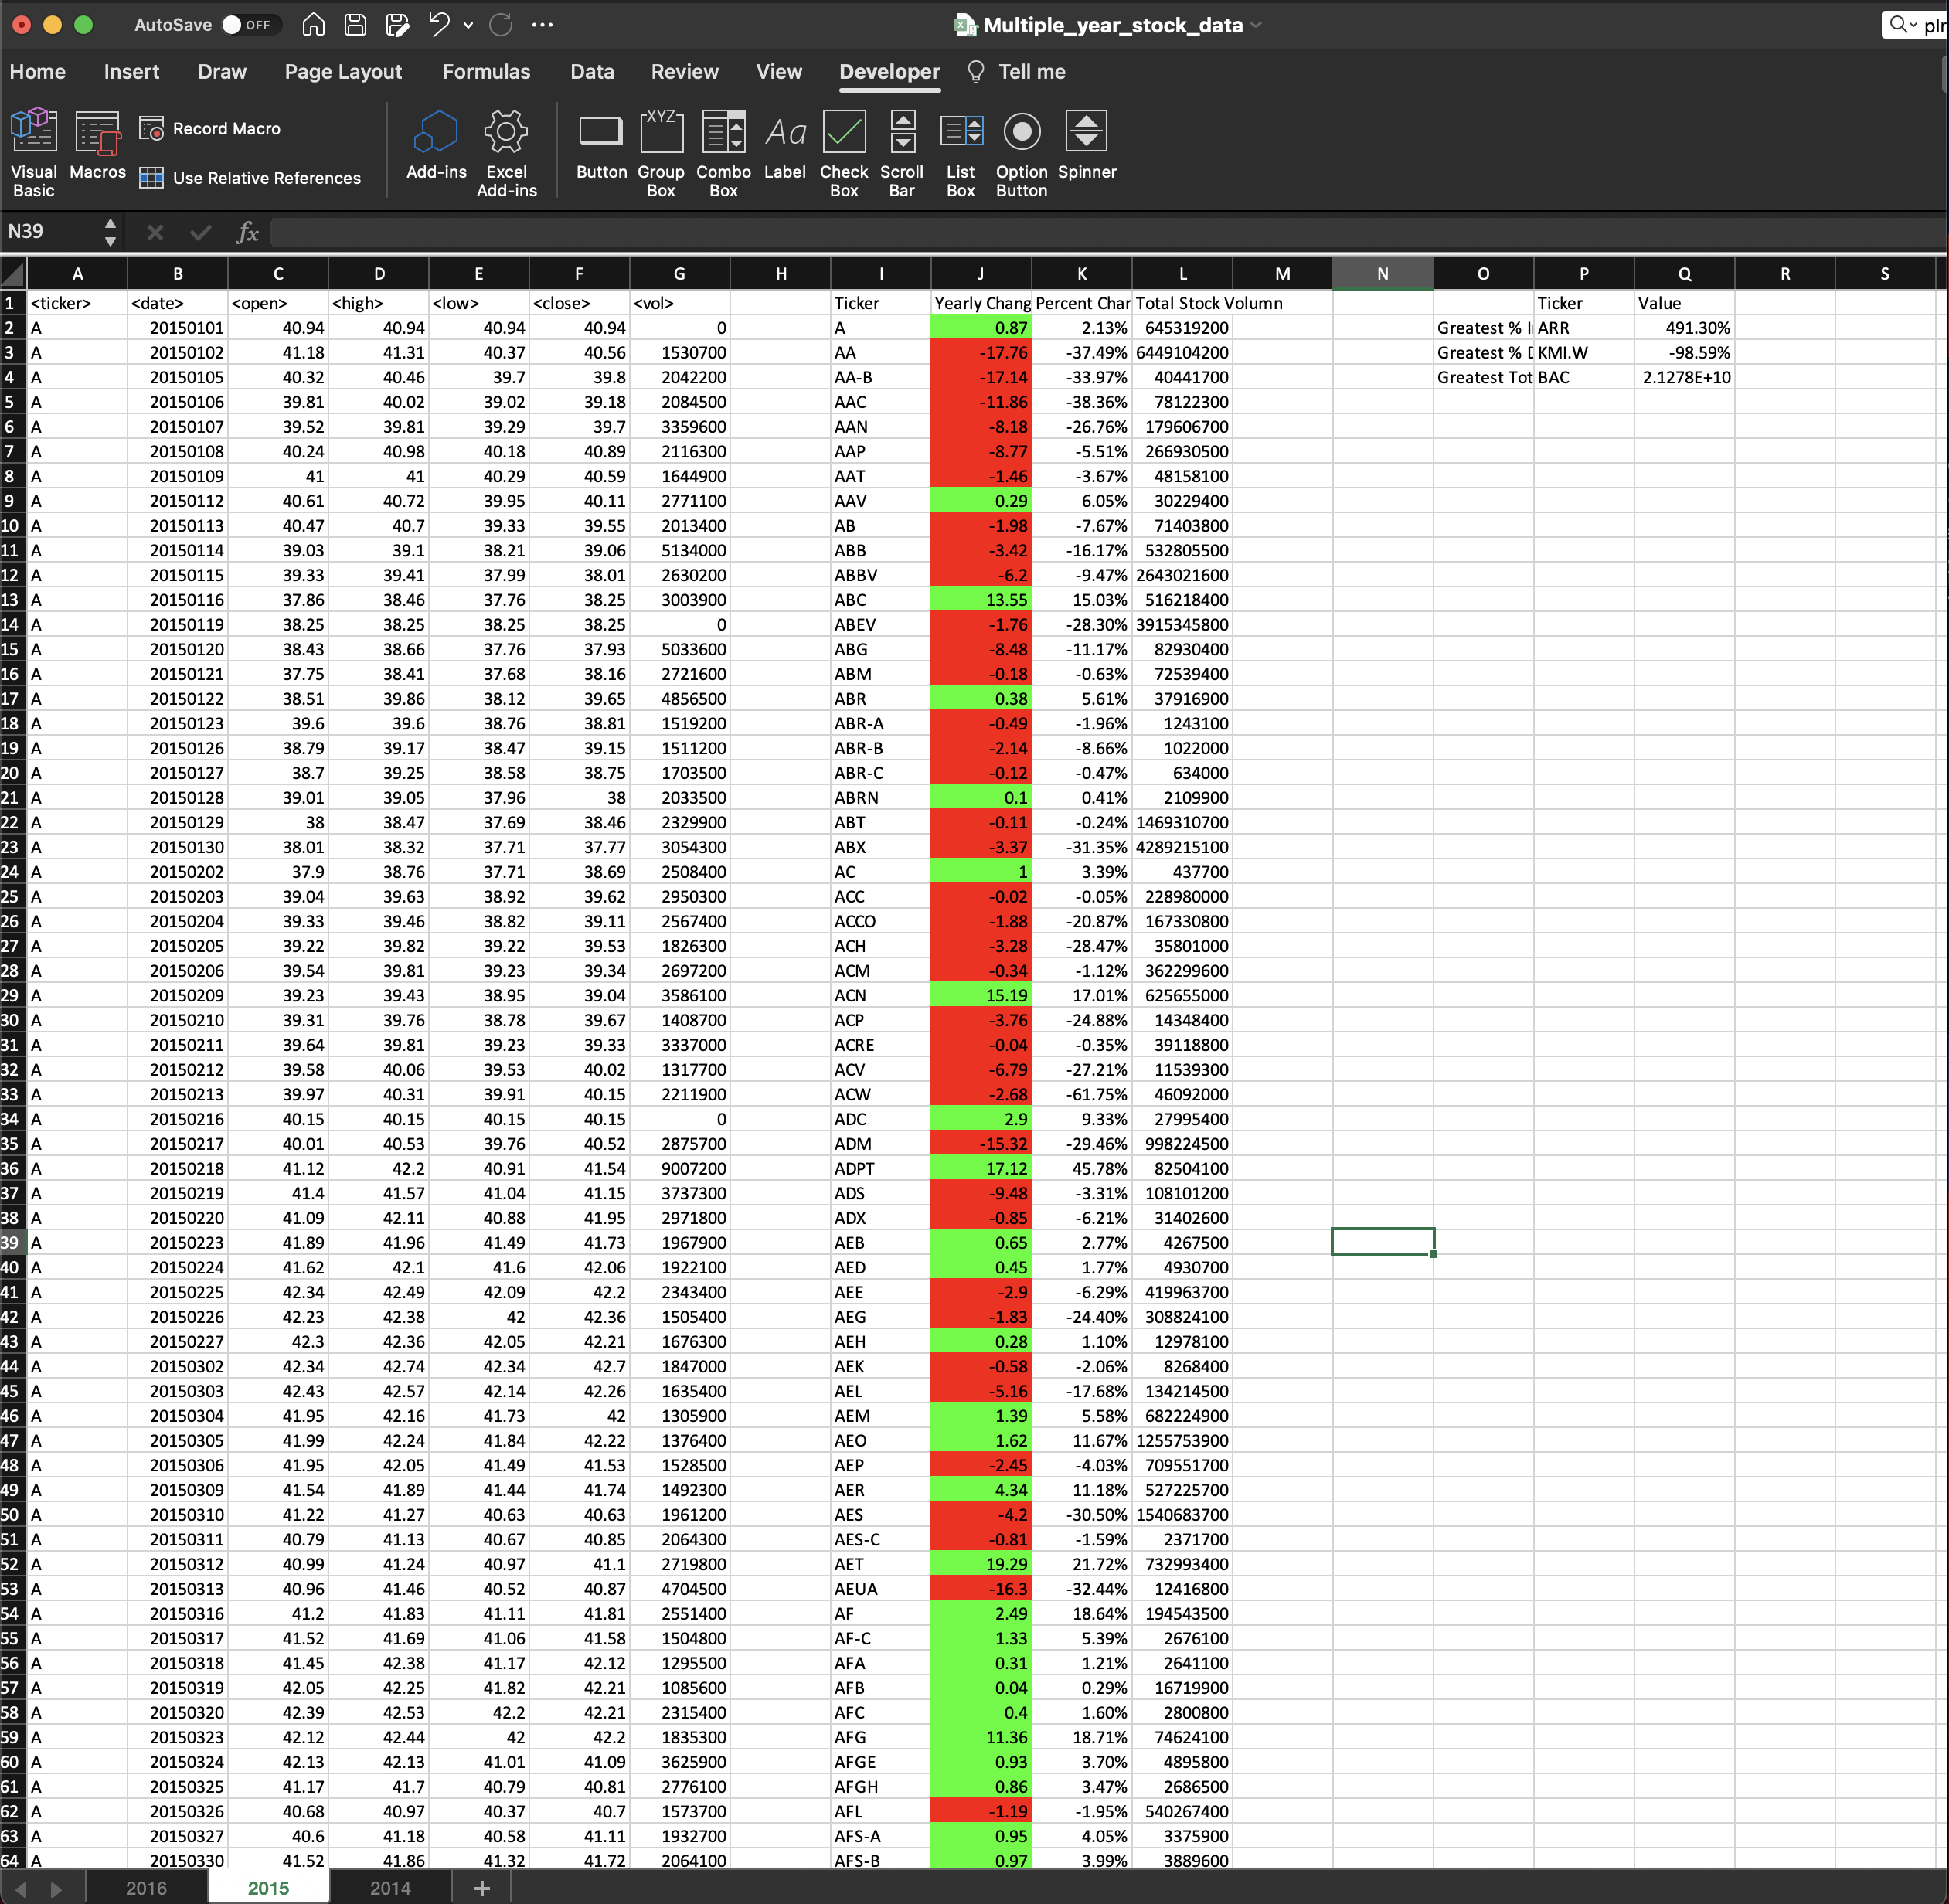 AutoSave OFF Multiple_year_stock_data pln
Home Insert Draw Page Layout Formulas Data Review View Developer Tell me
Visual Basic Macros Record Macro Use Relative References Add-ins Excel Add-ins Button Group Box Combo Box Label Check Box Scroll Bar List Box Option Button Spinner
XYZ Aa
N39 fx
A B C D E F G H I J K L M N O P Q R S
1 <ticker> <date> <open> <high> <low> <close> <vol> Ticker Yearly Chang Percent Char Total Stock Volumn Ticker Value
2 A 20150101 40.94 40.94 40.94 40.94 0 A 0.87 2.13% 645319200 Greatest % I ARR 491.30%
3 A 20150102 41.18 41.31 40.37 40.56 1530700 AA -17.76 -37.49% 6449104200 Greatest % D KMI.W -98.59%
4 A 20150105 40.32 40.46 39.7 39.8 2042200 AA-B -17.14 -33.97% 40441700 Greatest Tot BAC 2.1278E+10
5 A 20150106 39.81 40.02 39.02 39.18 2084500 AAC -11.86 -38.36% 78122300
6 A 20150107 39.52 39.81 39.29 39.7 3359600 AAN -8.18 -26.76% 179606700
7 A 20150108 40.24 40.98 40.18 40.89 2116300 AAP -8.77 -5.51% 266930500
8 A 20150109 41 41 40.29 40.59 1644900 AAT -1.46 -3.67% 48158100
9 A 20150112 40.61 40.72 39.95 40.11 2771100 AAV 0.29 6.05% 30229400
10 A 20150113 40.47 40.7 39.33 39.55 2013400 AB -1.98 -7.67% 71403800
11 A 20150114 39.03 39.1 38.21 39.06 5134000 ABB -3.42 -16.17% 532805500
12 A 20150115 39.33 39.41 37.99 38.01 2630200 ABBV -6.2 -9.47% 2643021600
13 A 20150116 37.86 38.46 37.76 38.25 3003900 ABC 13.55 15.03% 516218400
14 A 20150119 38.25 38.25 38.25 38.25 0 ABEV -1.76 -28.30% 3915345800
15 A 20150120 38.43 38.66 37.76 37.93 5033600 ABG -8.48 -11.17% 82930400
16 A 20150121 37.75 38.41 37.68 38.16 2721600 ABM -0.18 -0.63% 72539400
17 A 20150122 38.51 39.86 38.12 39.65 4856500 ABR 0.38 5.61% 37916900
18 A 20150123 39.6 39.6 38.76 38.81 1519200 ABR-A -0.49 -1.96% 1243100
19 A 20150126 38.79 39.17 38.47 39.15 1511200 ABR-B -2.14 -8.66% 1022000
20 A 20150127 38.7 39.25 38.58 38.75 1703500 ABR-C -0.12 -0.47% 634000
21 A 20150128 39.01 39.05 37.96 38 2033500 ABRN 0.1 0.41% 2109900
22 A 20150129 38 38.47 37.69 38.46 2329900 ABT -0.11 -0.24% 1469310700
23 A 20150130 38.01 38.32 37.71 37.77 3054300 ABX -3.37 -31.35% 4289215100
24 A 20150202 37.9 38.76 37.71 38.69 2508400 AC 1 3.39% 437700
25 A 20150203 39.04 39.63 38.92 39.62 2950300 ACC -0.02 -0.05% 228980000
26 A 20150204 39.33 39.46 38.82 39.11 2567400 ACCO -1.88 -20.87% 167330800
27 A 20150205 39.22 39.82 39.22 39.53 1826300 ACH -3.28 -28.47% 35801000
28 A 20150206 39.54 39.81 39.23 39.34 2697200 ACM -0.34 -1.12% 362299600
29 A 20150209 39.23 39.43 38.95 39.04 3586100 ACN 15.19 17.01% 625655000
30 A 20150210 39.31 39.76 38.78 39.67 1408700 ACP -3.76 -24.88% 14348400
31 A 20150211 39.64 39.81 39.23 39.33 3337000 ACRE -0.04 -0.35% 39118800
32 A 20150212 39.58 40.06 39.53 40.02 1317700 ACV -6.79 -27.21% 11539300
33 A 20150213 39.97 40.31 39.91 40.15 2211900 ACW -2.68 -61.75% 46092000
34 A 20150216 40.15 40.15 40.15 40.15 0 ADC 2.9 9.33% 27995400
35 A 20150217 40.01 40.53 39.76 40.52 2875700 ADM -15.32 -29.46% 998224500
36 A 20150218 41.12 42.2 40.91 41.54 9007200 ADPT 17.12 45.78% 82504100
37 A 20150219 41.4 41.57 41.04 41.15 3737300 ADS -9.48 -3.31% 108101200
38 A 20150220 41.09 42.11 40.88 41.95 2971800 ADX -0.85 -6.21% 31402600
39 A 20150223 41.89 41.96 41.49 41.73 1967900 AEB 0.65 2.77% 4267500
40 A 20150224 41.62 42.1 41.6 42.06 1922100 AED 0.45 1.77% 4930700
41 A 20150225 42.34 42.49 42.09 42.2 2343400 AEE -2.9 -6.29% 419963700
42 A 20150226 42.23 42.38 42 42.36 1505400 AEG -1.83 -24.40% 308824100
43 A 20150227 42.3 42.36 42.05 42.21 1676300 AEH 0.28 1.10% 12978100
44 A 20150302 42.34 42.74 42.34 42.7 1847000 AEK -0.58 -2.06% 8268400
45 A 20150303 42.43 42.57 42.14 42.26 1635400 AEL -5.16 -17.68% 134214500
46 A 20150304 41.95 42.16 41.73 42 1305900 AEM 1.39 5.58% 682224900
47 A 20150305 41.99 42.24 41.84 42.22 1376400 AEO 1.62 11.67% 1255753900
48 A 20150306 41.95 42.05 41.49 41.53 1528500 AEP -2.45 -4.03% 709551700
49 A 20150309 41.54 41.89 41.44 41.74 1492300 AER 4.34 11.18% 527225700
50 A 20150310 41.22 41.27 40.63 40.63 1961200 AES -4.2 -30.50% 1540683700
51 A 20150311 40.79 41.13 40.67 40.85 2064300 AES-C -0.81 -1.59% 2371700
52 A 20150312 40.99 41.24 40.97 41.1 2719800 AET 19.29 21.72% 732993400
53 A 20150313 40.96 41.46 40.52 40.87 4704500 AEUA -16.3 -32.44% 12416800
54 A 20150316 41.2 41.83 41.11 41.81 2551400 AF 2.49 18.64% 194543500
55 A 20150317 41.52 41.69 41.06 41.58 1504800 AF-C 1.33 5.39% 2676100
56 A 20150318 41.45 42.38 41.17 42.12 1295500 AFA 0.31 1.21% 2641100
57 A 20150319 42.05 42.25 41.82 42.21 1085600 AFB 0.04 0.29% 16719900
58 A 20150320 42.39 42.53 42.2 42.21 2315400 AFC 0.4 1.60% 2800800
59 A 20150323 42.12 42.44 42 42.2 1835300 AFG 11.36 18.71% 74624100
60 A 20150324 42.13 42.13 41.01 41.09 3625900 AFGE 0.93 3.70% 4895800
61 A 20150325 41.17 41.7 40.79 40.81 2776100 AFGH 0.86 3.47% 2686500
62 A 20150326 40.68 40.97 40.37 40.7 1573700 AFL -1.19 -1.95% 540267400
63 A 20150327 40.6 41.18 40.58 41.11 1932700 AFS-A 0.95 4.05% 3375900
64 A 20150330 41.52 41.86 41.32 41.72 2064100 AFS-B 0.97 3.99% 3889600
2016 2015 2014 +